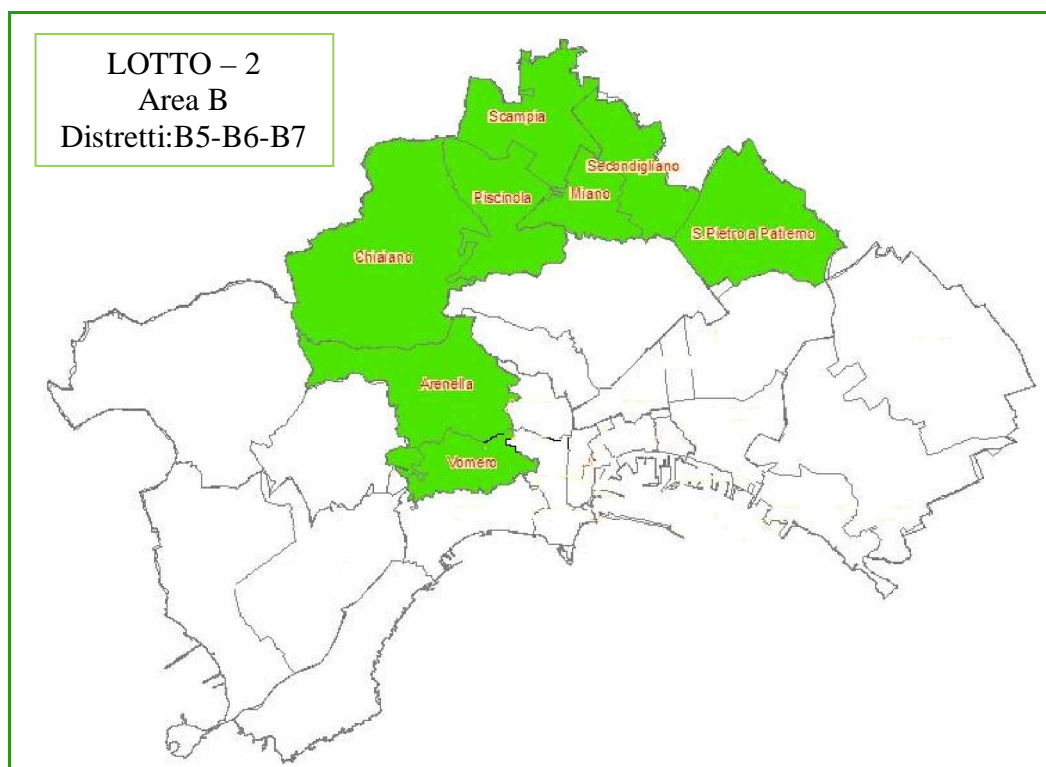 LOTTO – 2
Area B
Distretti:B5-B6-B7
Scampia
Secondigliano
Piscinola
Miano
S.Pietro a Patierno
Chiaiano
Arenella
Vomero